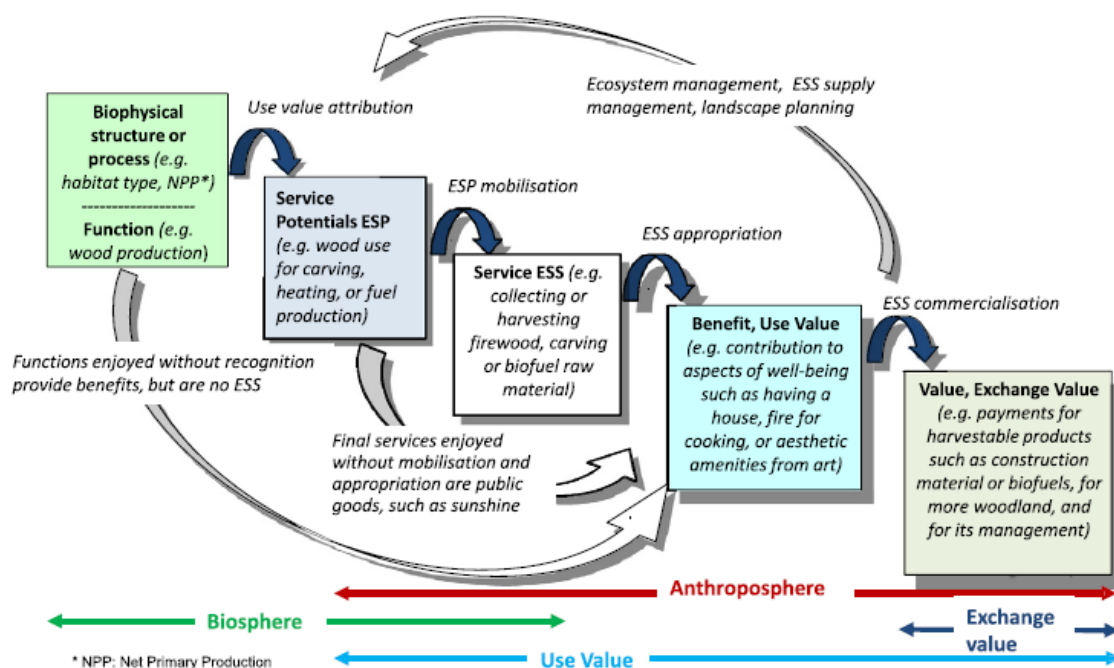 Ecosystem management, ESS supply
management, landscape planning
Biophysical
structure or
process (e.g.
habitat type, NPP*)
-------------------
Function (e.g.
wood production)
Use value attribution
Service
Potentials ESP
(e.g. wood use
for carving,
heating, or fuel
production)
ESP mobilisation
Service ESS (e.g.
collecting or
harvesting
firewood, carving
or biofuel raw
material)
ESS appropriation
Benefit, Use Value
(e.g. contribution to
aspects of well-being
such as having a
house, fire for
cooking, or aesthetic
amenities from art)
ESS commercialisation
Value, Exchange Value
(e.g. payments for
harvestable products
such as construction
material or biofuels, for
more woodland, and
for its management)
Functions enjoyed without recognition
provide benefits, but are no ESS
Final services enjoyed
without mobilisation and
appropriation are public
goods, such as sunshine
Anthroposphere
Biosphere
Exchange
value
* NPP: Net Primary Production
Use Value